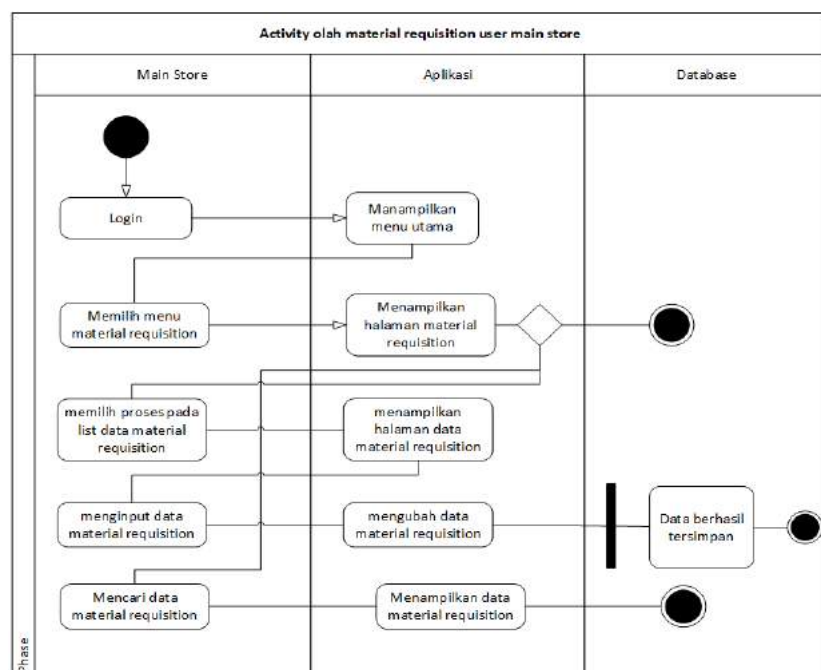 Activity olah material requisition user main store
Main Store
Aplikasi
Database
Login
Manampilkan
menu utama
Memilih menu
material requisition
Menampilkan
halaman material
requisition
memilih proses pada
list data material
requisition
menampilkan
halaman data
material requisition
menginput data
material requisition
mengubah data
material requisition
Data berhasil
tersimpan
Mencari data
material requisition
Menampilkan data
material requisition
Phase